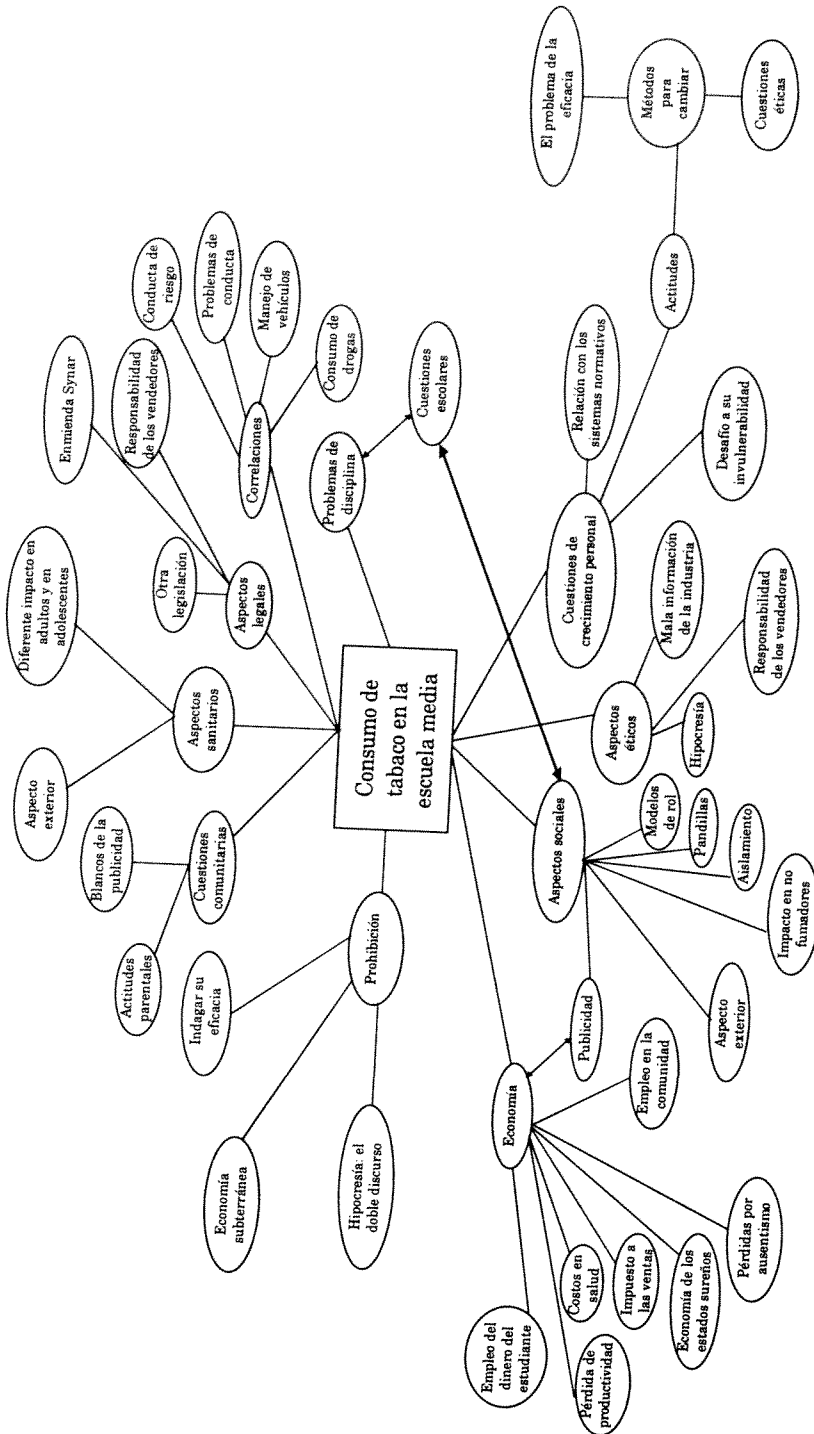 Consumo de
tabaco en la
escuela media
Prohibición
Economía
subterránea
Indagar su
eficacia
Hipocresía: el
doble discurso
Cuestiones
comunitarias
Actitudes
parentales
Blancos de la
publicidad
Aspectos
sanitarios
Aspecto
exterior
Diferente impacto en
adultos y en
adolescentes
Aspectos
legales
Otra
legislación
Enmienda Synar
Responsabilidad
de los vendedores
Correlaciones
Conducta de
riesgo
Problemas de
conducta
Manejo de
vehículos
Consumo de
drogas
Problemas de
disciplina
Cuestiones
escolares
Cuestiones de
crecimiento personal
Relación con los
sistemas normativos
Actitudes
Métodos
para
cambiar
El problema de la
eficacia
Cuestiones
éticas
Desafío a su
invulnerabilidad
Aspectos
éticos
Mala información
de la industria
Responsabilidad
de los vendedores
Hipocresía
Aspectos sociales
Modelos
de rol
Pandillas
Aislamiento
Impacto en no
fumadores
Aspecto
exterior
Publicidad
Economía
Empleo en la
comunidad
Pérdidas por
ausentismo
Economía de los
estados sureños
Impuesto a
las ventas
Costos en
salud
Pérdida de
productividad
Empleo del
dinero del
estudiante